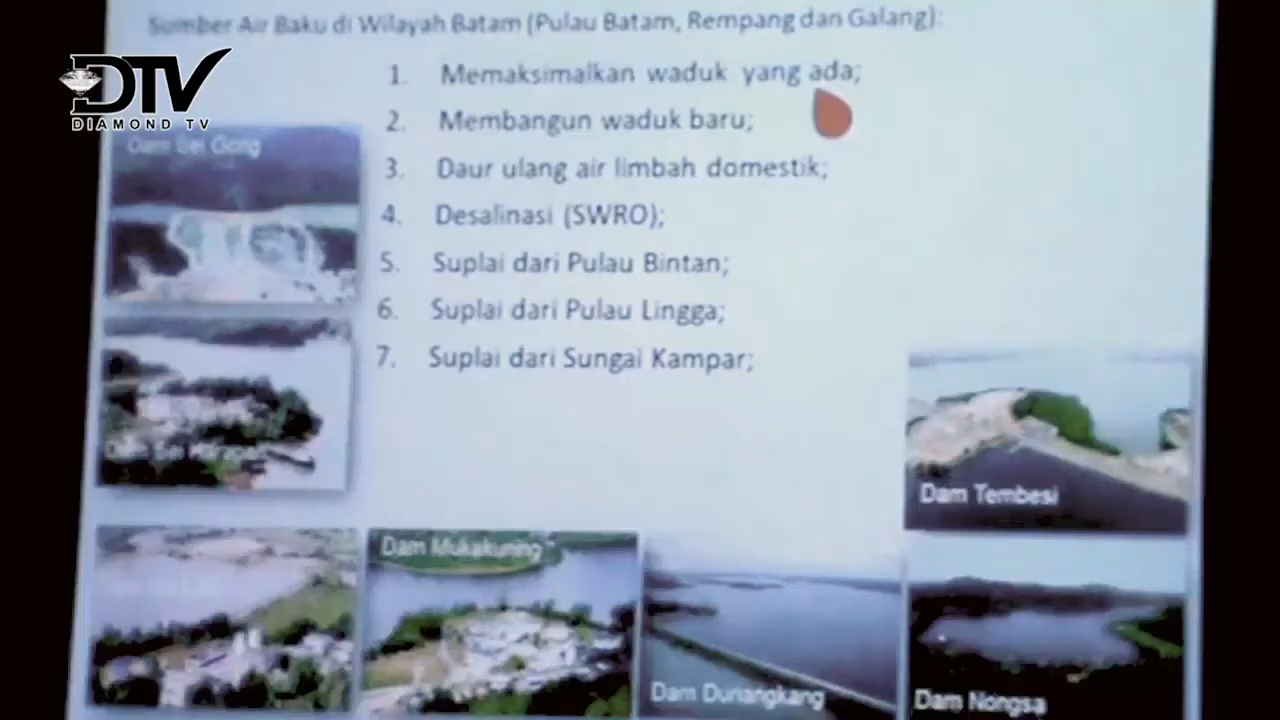 Sumber Air Baku di Wilayah Batam (Pulau Batam, Rempang dan Galang):
DTV
DIAMOND TV
1. Memaksimalkan waduk yang ada;
2. Membangun waduk baru;
3. Daur ulang air limbah domestik;
4. Desalinasi (SWRO);
5. Suplai dari Pulau Bintan;
6. Suplai dari Pulau Lingga;
7. Suplai dari Sungai Kampar;
Dam Sei Gong
Dam Sei
Dam Tembesi
Dam Mukakuning
Dam Duriangkang
Dam Nongsa